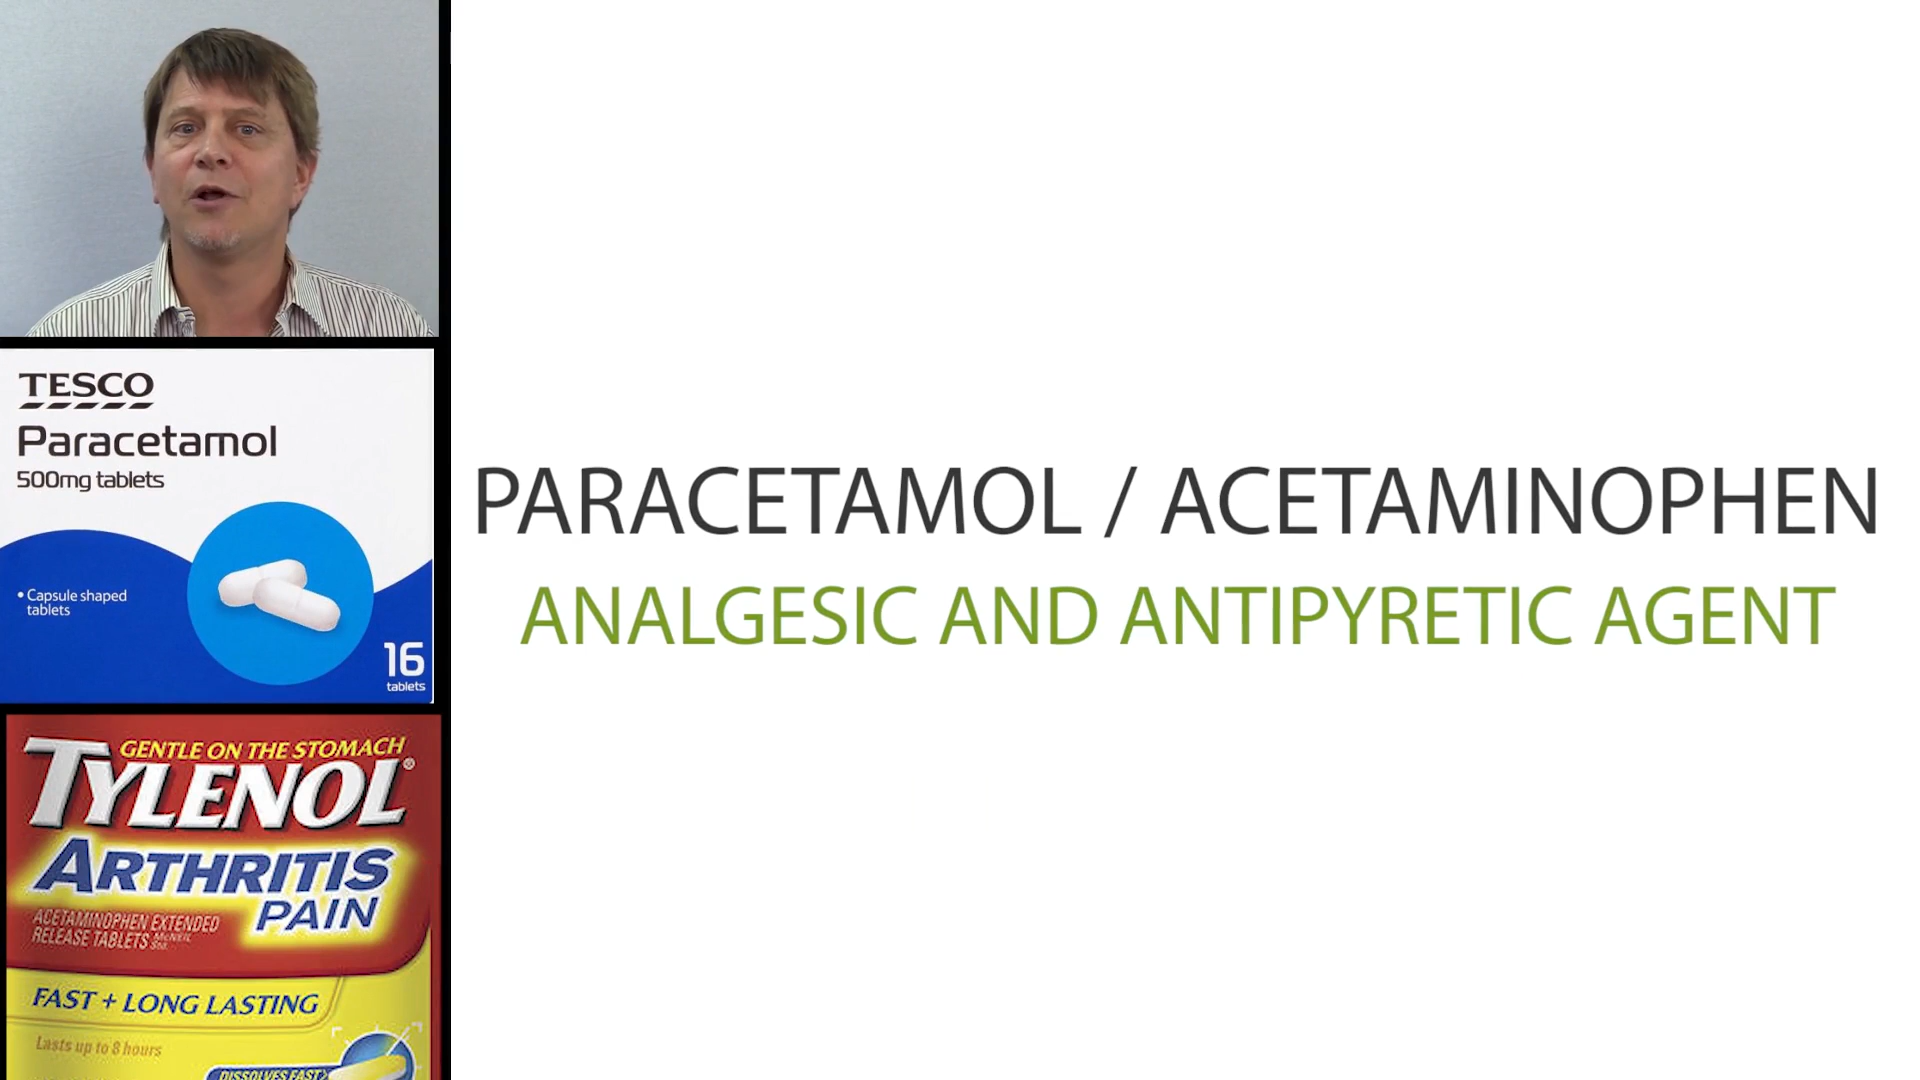 TESCO
Paracetamol
500mg tablets
• Capsule shaped
tablets
16
tablets
GENTLE ON THE STOMACH
TYLENOL®
ARTHRITIS
PAIN
ACETAMINOPHEN EXTENDED
RELEASE TABLETS
FAST + LONG LASTING
Lasts up to 8 hours
DISSOLVES FAST
PARACETAMOL / ACETAMINOPHEN
ANALGESIC AND ANTIPYRETIC AGENT